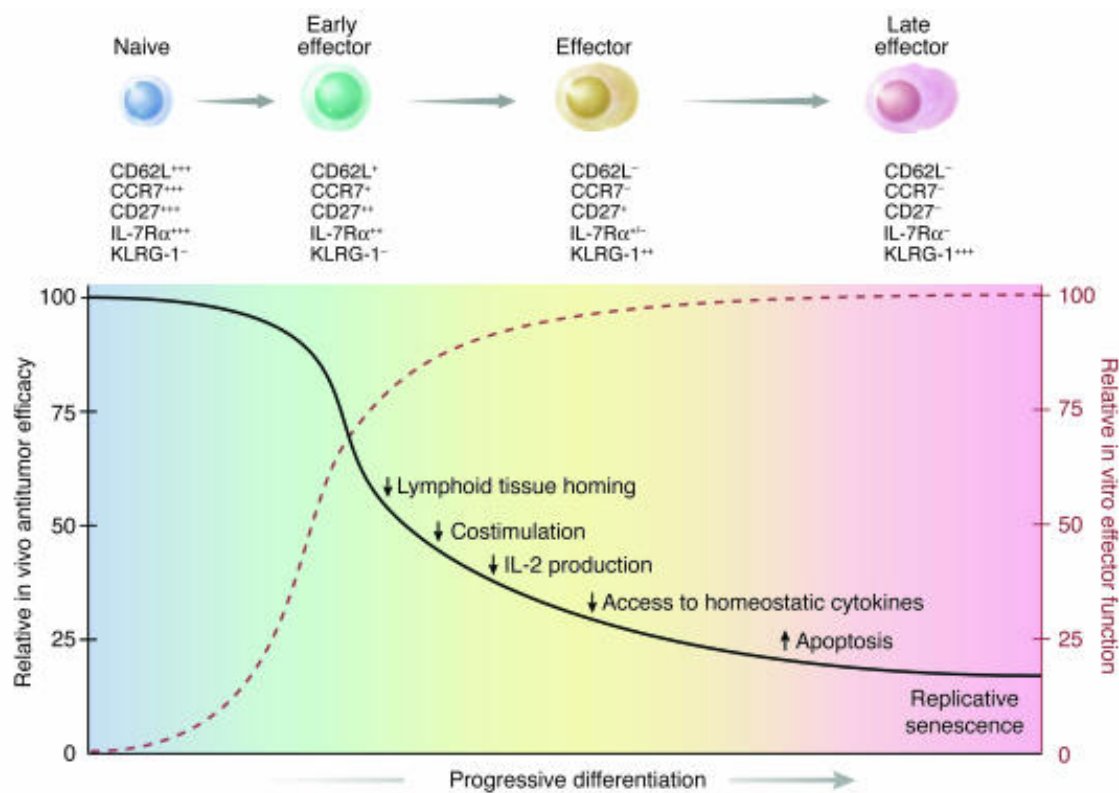 Naive
Early
effector
Effector
Late
effector
CD62L⁺⁺⁺
CCR7⁺⁺⁺
CD27⁺⁺⁺
IL-7Rα⁺⁺⁺
KLRG-1⁻
CD62L⁺
CCR7⁺
CD27⁺⁺
IL-7Rα⁺⁺
KLRG-1⁻
CD62L⁻
CCR7⁻
CD27⁺
IL-7Rα⁺/⁻
KLRG-1⁺⁺
CD62L⁻
CCR7⁻
CD27⁻
IL-7Rα⁻
KLRG-1⁺⁺⁺
Relative in vivo antitumor efficacy
100
75
50
25
0
Lymphoid tissue homing
Costimulation
IL-2 production
Access to homeostatic cytokines
Apoptosis
Replicative
senescence
100
75
50
25
0
Relative in vitro effector function
Progressive differentiation